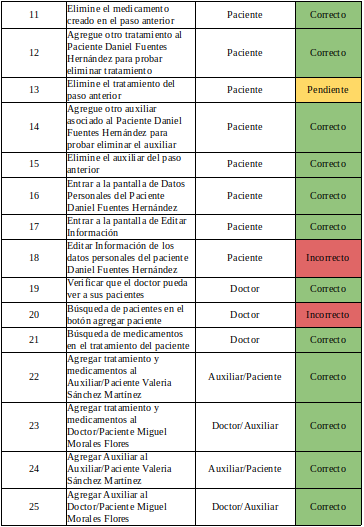 11 Elimine el medicamento creado en el paso anterior Paciente Correcto
12 Agregue otro tratamiento al Paciente Daniel Fuentes Hernández para probar eliminar tratamiento Paciente Correcto
13 Elimine el tratamiento del paso anterior Paciente Pendiente
14 Agregue otro auxiliar asociado al Paciente Daniel Fuentes Hernández para probar eliminar el auxiliar Paciente Correcto
15 Elimine el auxiliar del paso anterior Paciente Correcto
16 Entrar a la pantalla de Datos Personales del Paciente Daniel Fuentes Hernández Paciente Correcto
17 Entrar a la pantalla de Editar Información Paciente Correcto
18 Editar Información de los datos personales del paciente Daniel Fuentes Hernández Paciente Incorrecto
19 Verificar que el doctor pueda ver a sus pacientes Doctor Correcto
20 Búsqueda de pacientes en el botón agregar paciente Doctor Incorrecto
21 Búsqueda de medicamentos en el tratamiento del paciente Doctor Correcto
22 Agregar tratamiento y medicamentos al Auxiliar/Paciente Valeria Sánchez Martínez Auxiliar/Paciente Correcto
23 Agregar tratamiento y medicamentos al Doctor/Paciente Miguel Morales Flores Doctor/Auxiliar Correcto
24 Agregar Auxiliar al Auxiliar/Paciente Valeria Sánchez Martínez Auxiliar/Paciente Correcto
25 Agregar Auxiliar al Doctor/Paciente Miguel Morales Flores Doctor/Auxiliar Correcto